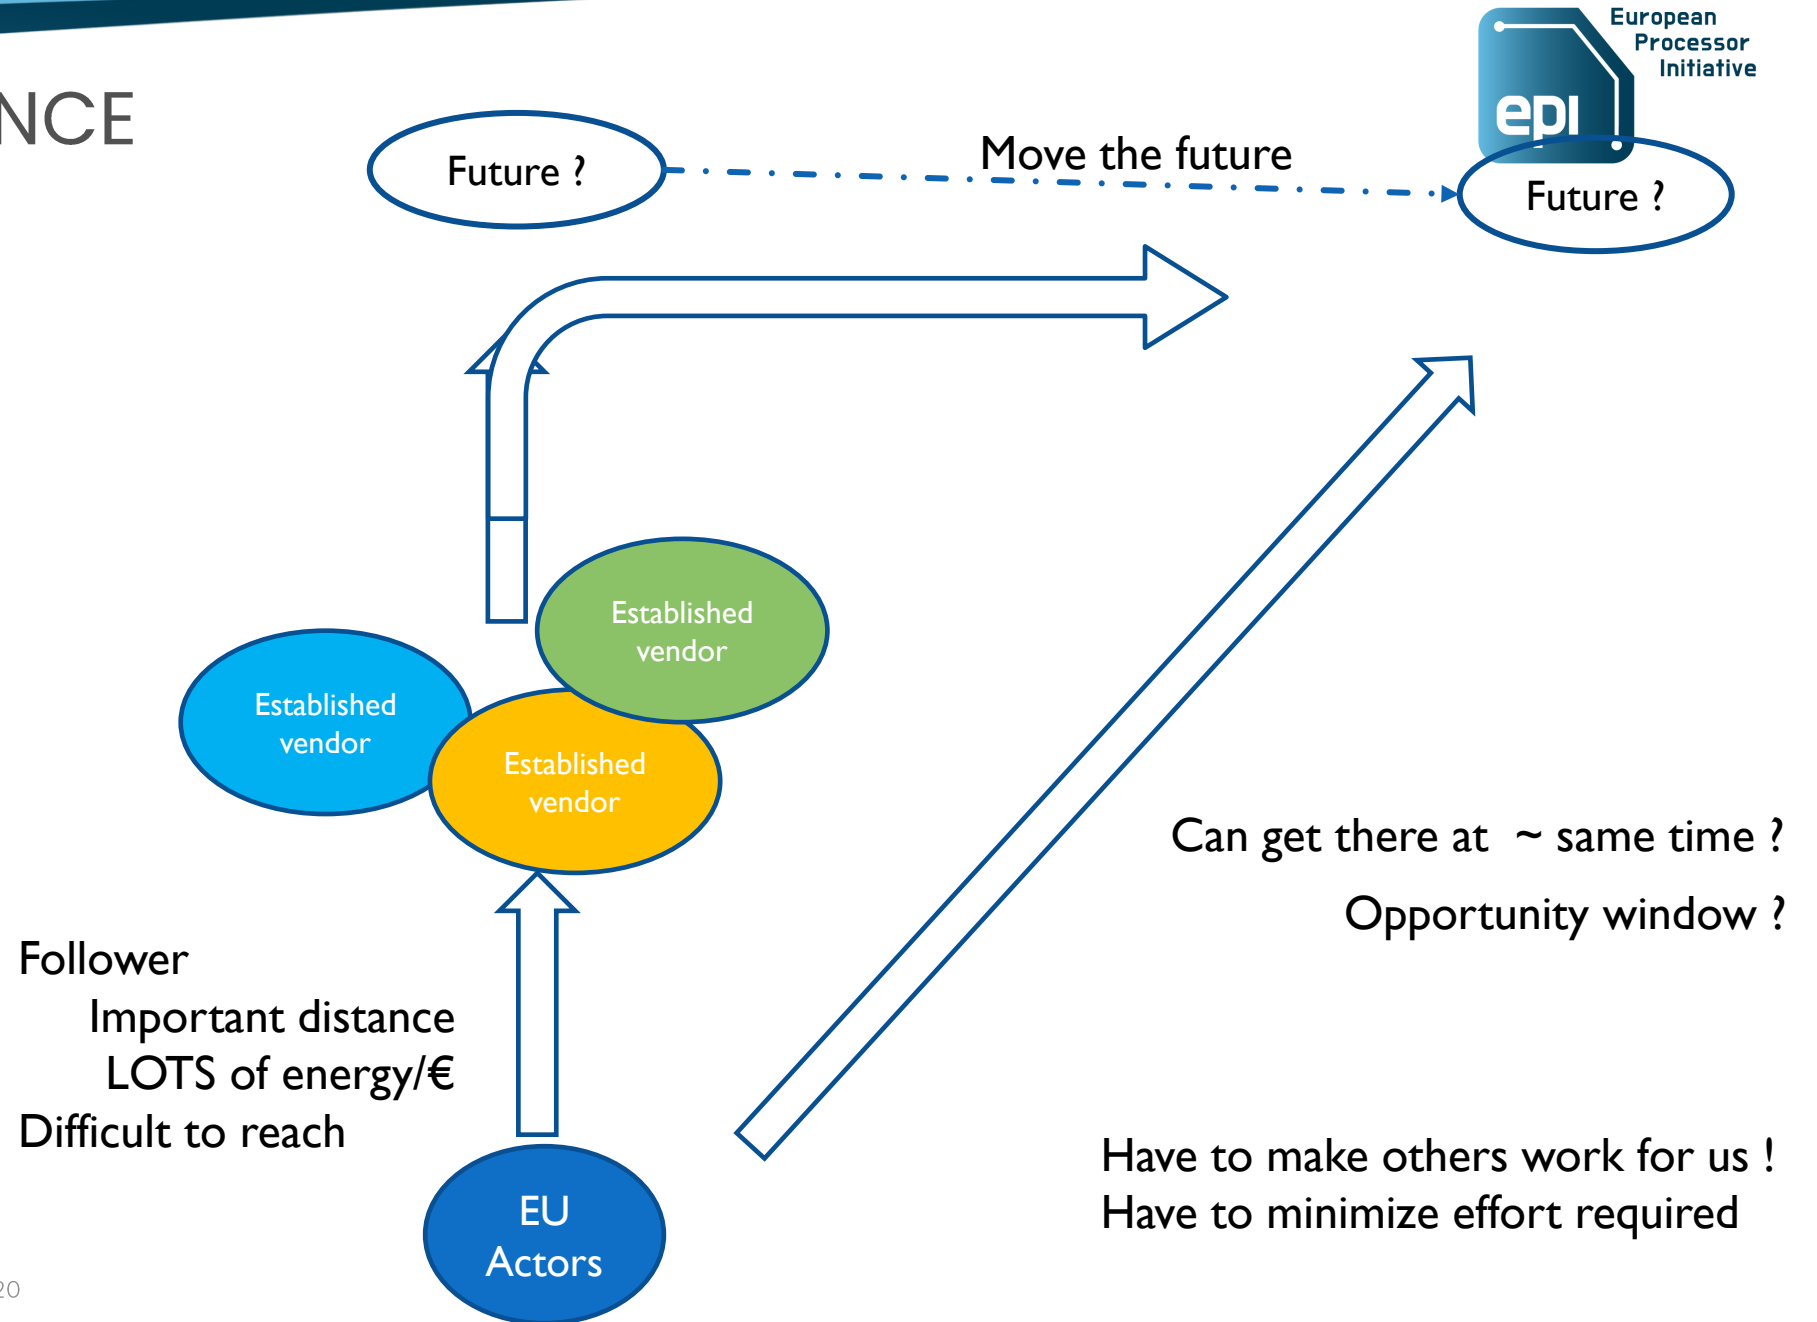 European
Processor
Initiative
epi
NCE
Future ?
Move the future
Future ?
Established
vendor
Established
vendor
Established
vendor
Can get there at ~ same time ?
Opportunity window ?
Follower
Important distance
LOTS of energy/€
Difficult to reach
Have to make others work for us !
Have to minimize effort required
EU
Actors
20